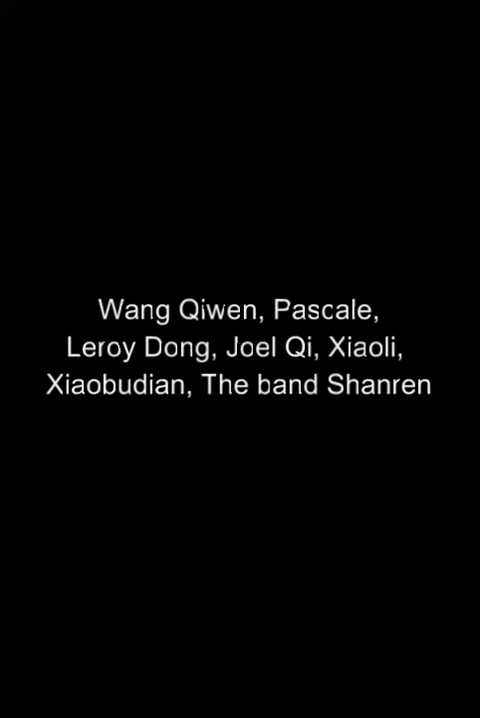 Wang Qiwen, Pascale,
Leroy Dong, Joel Qi, Xiaoli,
Xiaobudian, The band Shanren